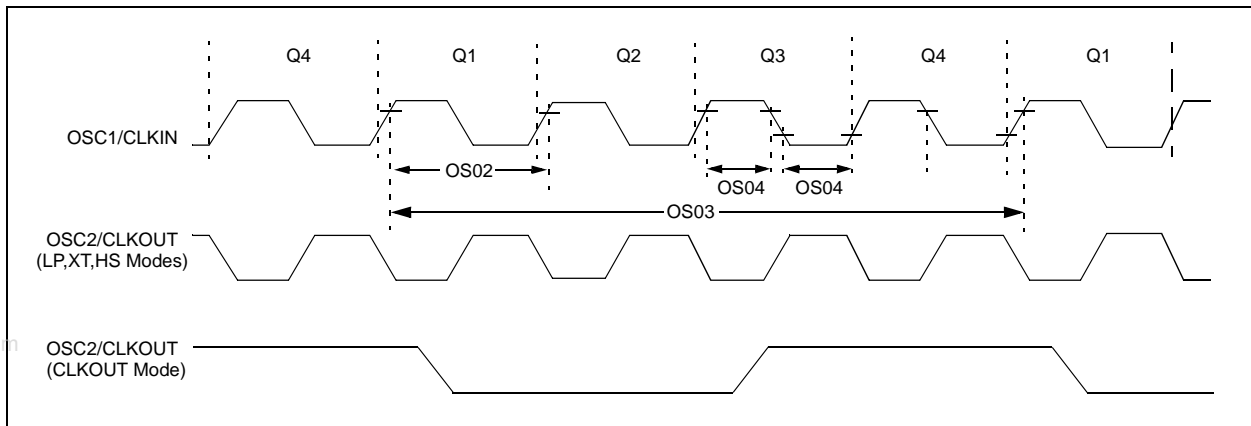 Q4 Q1 Q2 Q3 Q4 Q1
OSC1/CLKIN
OS02
OS04 OS04
OS03
OSC2/CLKOUT
(LP,XT,HS Modes)
OSC2/CLKOUT
(CLKOUT Mode)
m